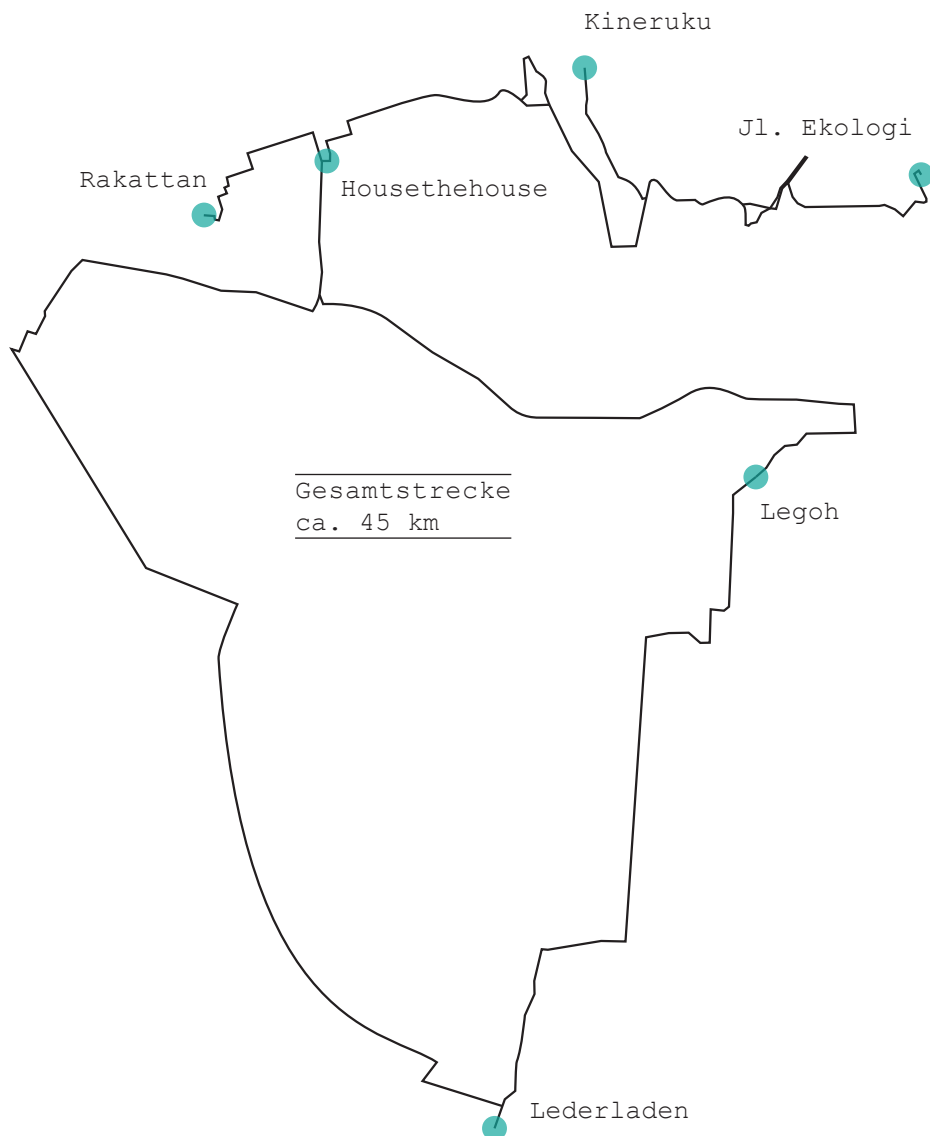 Kineruku
Jl. Ekologi
Rakattan
Housethehouse
Gesamtstrecke
ca. 45 km
Legoh
Lederladen